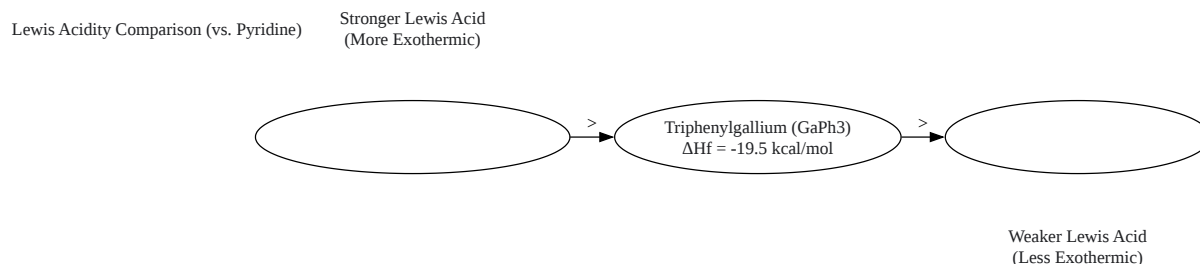 Lewis Acidity Comparison (vs. Pyridine)
Stronger Lewis Acid
(More Exothermic)
>
Triphenylgallium (GaPh3)
ΔHf = -19.5 kcal/mol
>
Weaker Lewis Acid
(Less Exothermic)